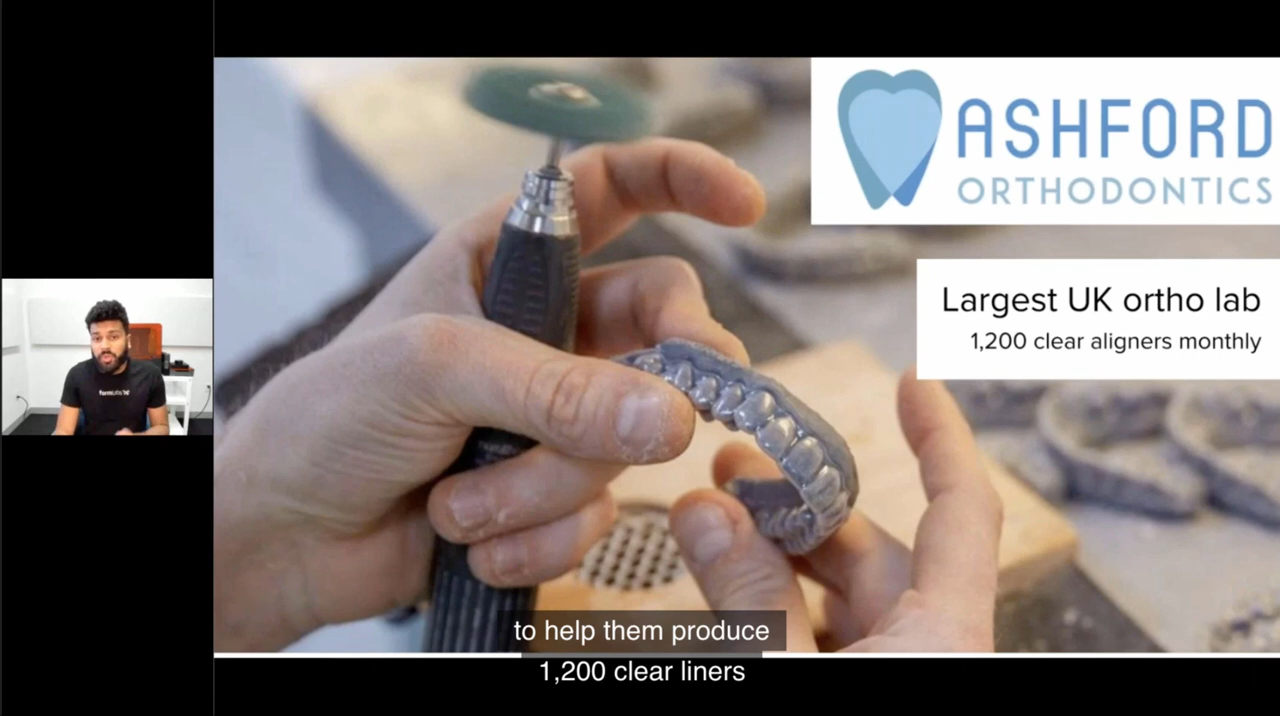 ASHFORD
ORTHODONTICS
Largest UK ortho lab
1,200 clear aligners monthly
formlabs
to help them produce
1,200 clear liners